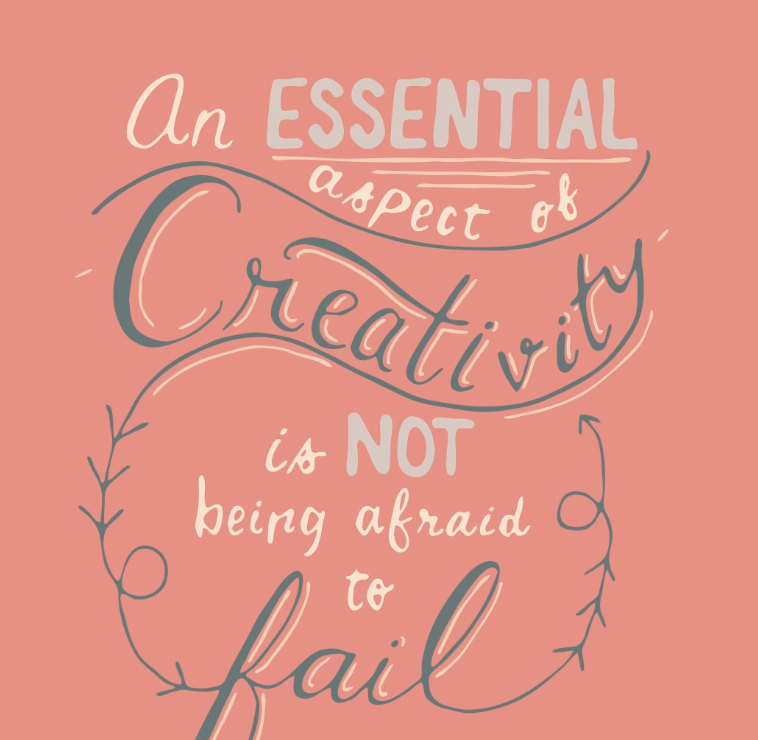 An ESSENTIAL
aspect of
Creativity
is NOT
being afraid
to
fail